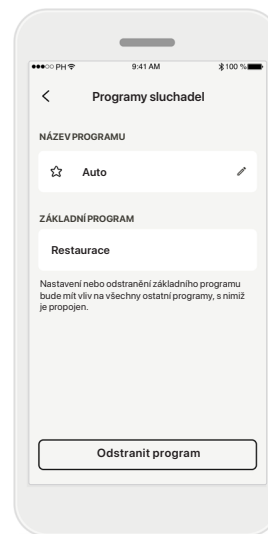 ●●●○○ PH 9:41 AM 100 %
Programy sluchadel
NÁZEV PROGRAMU
Auto
ZÁKLADNÍ PROGRAM
Restaurace
Nastavení nebo odstranění základního programu
bude mít vliv na všechny ostatní programy, s nimiž
je propojen.
Odstranit program